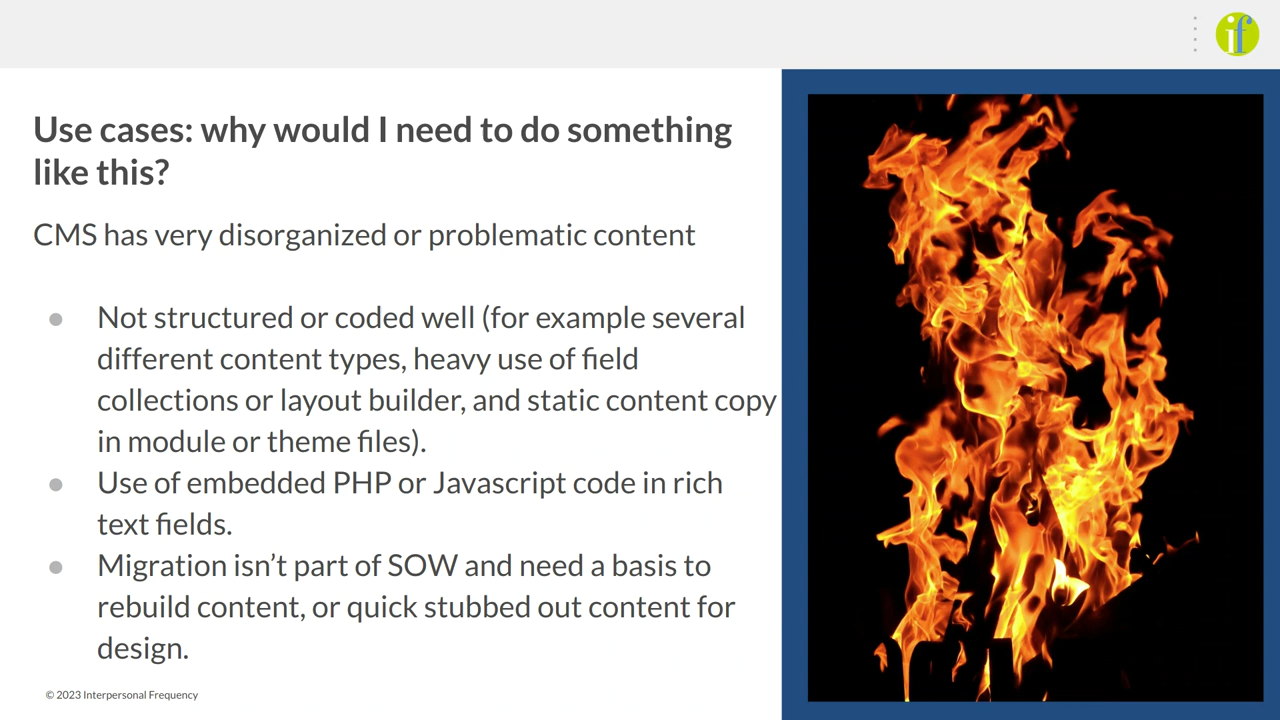 if
Use cases: why would I need to do something
like this?
CMS has very disorganized or problematic content
● Not structured or coded well (for example several
different content types, heavy use of field
collections or layout builder, and static content copy
in module or theme files).
● Use of embedded PHP or Javascript code in rich
text fields.
● Migration isn’t part of SOW and need a basis to
rebuild content, or quick stubbed out content for
design.
© 2023 Interpersonal Frequency